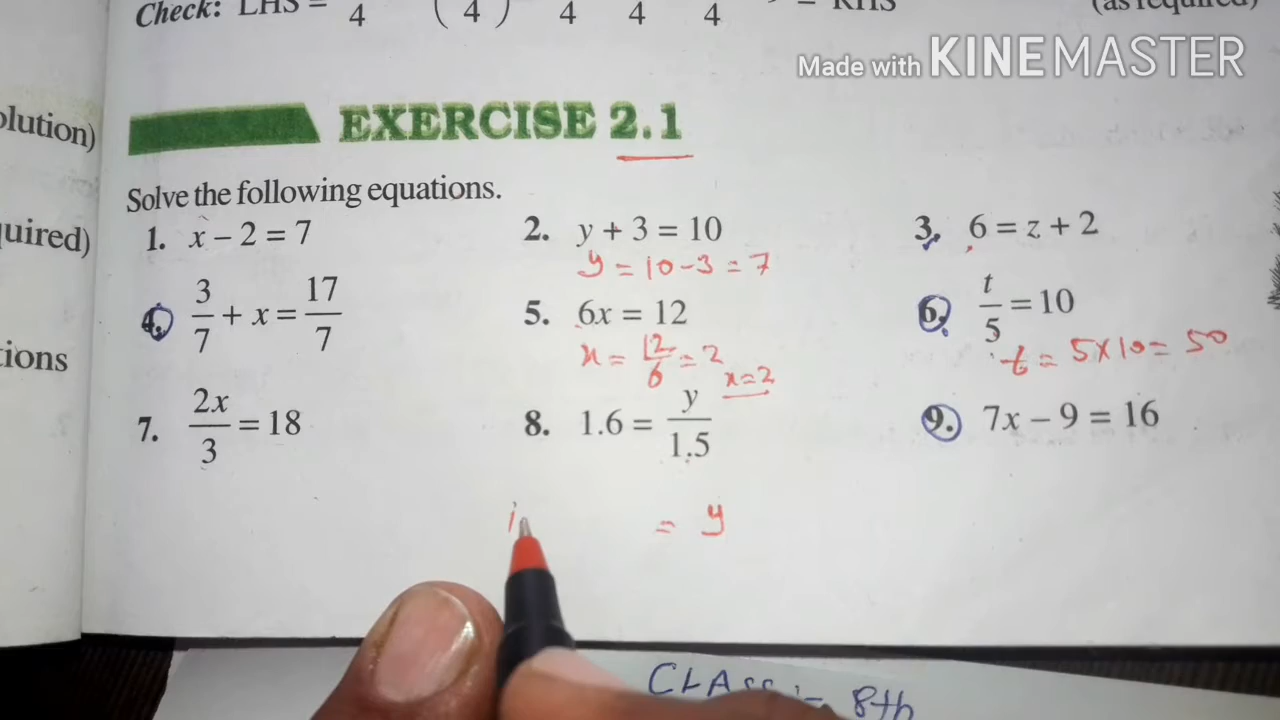 Check: LHS = 4 ( 4 ) 4 4 4 = RHS (as required)
Made with KINEMASTER
olution)
EXERCISE 2.1
Solve the following equations.
uired)
1. x – 2 = 7 2. y + 3 = 10 3. 6 = z + 2
y = 10 - 3 = 7
4. 3/7 + x = 17/7 5. 6x = 12 6. t/5 = 10
ions
x = 12/6 = 2 t = 5 x 10 = 50
x = 2
7. 2x/3 = 18 8. 1.6 = y/1.5 9. 7x – 9 = 16
= y
CLASS :- 8th